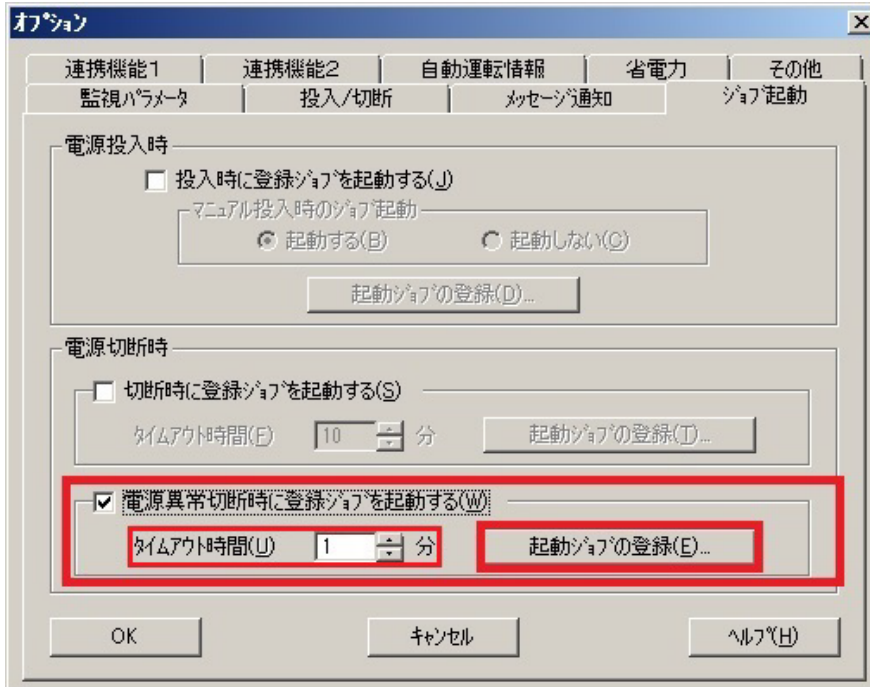 オプション
連携機能1 連携機能2 自動運転情報 省電力 その他
監視パラメータ 投入/切断 メッセージ通知 ジョブ起動
電源投入時
投入時に登録ジョブを起動する(J)
マニュアル投入時のジョブ起動
起動する(B) 起動しない(C)
起動ジョブの登録(D)...
電源切断時
切断時に登録ジョブを起動する(S)
タイムアウト時間(F) 10 分 起動ジョブの登録(T)...
電源異常切断時に登録ジョブを起動する(W)
タイムアウト時間(U) 1 分 起動ジョブの登録(E)...
OK キャンセル ヘルプ(H)